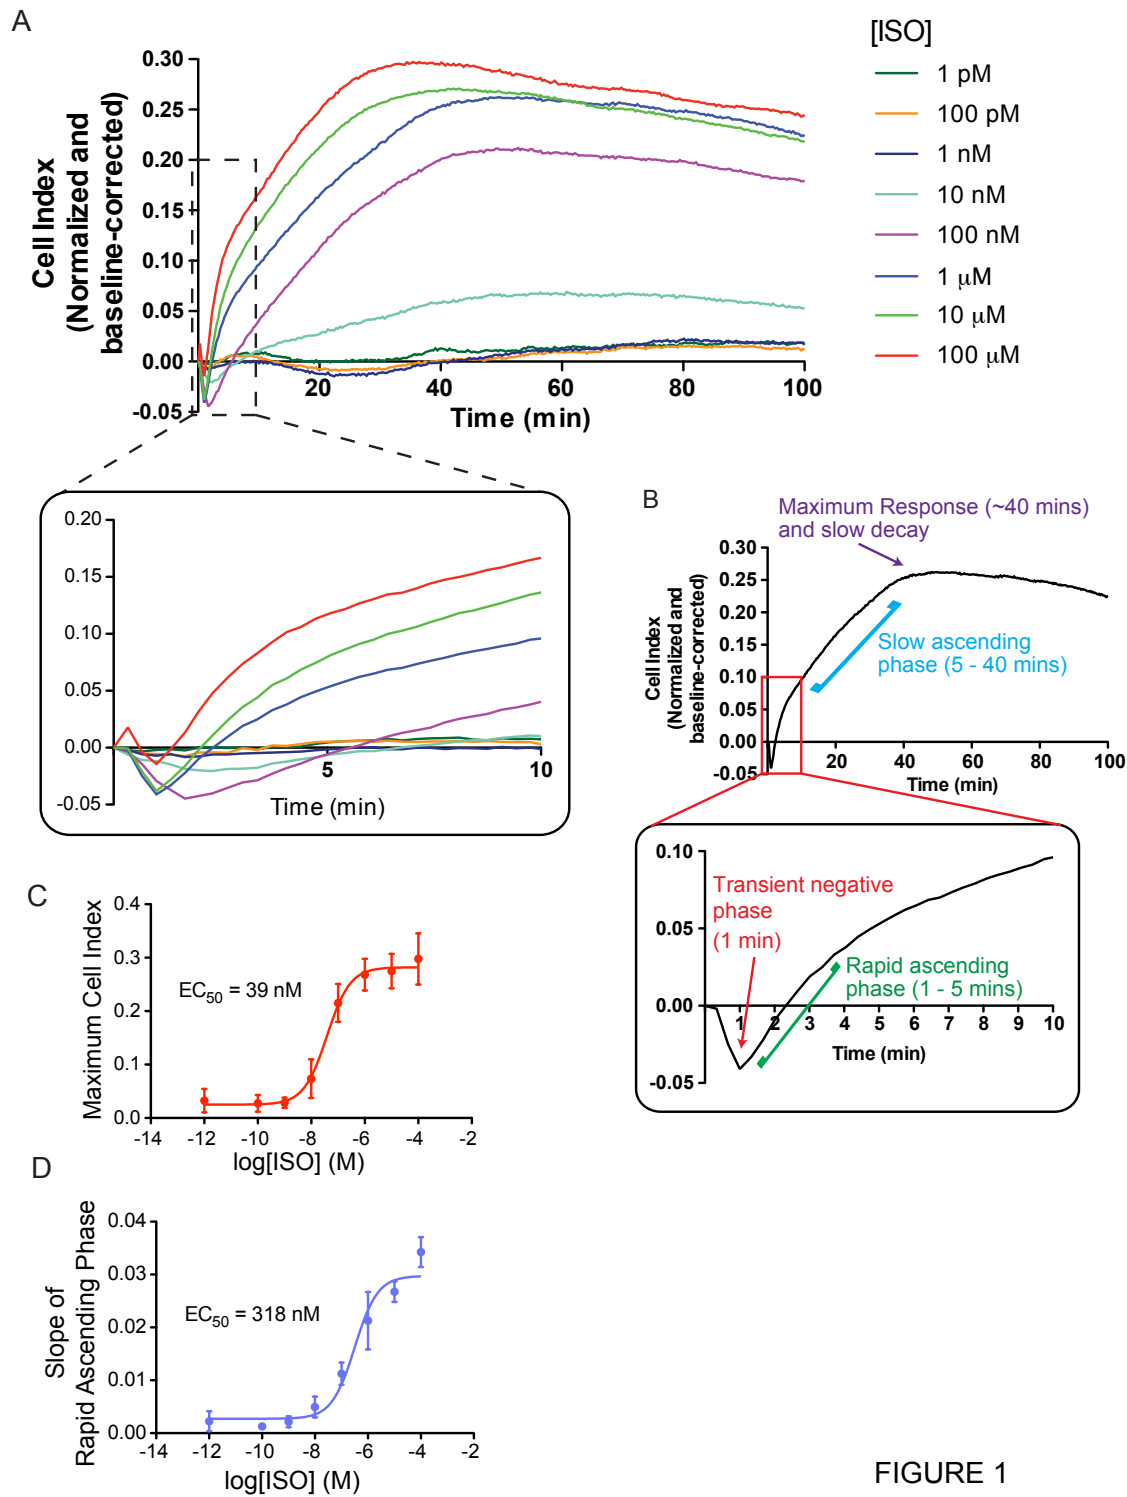 A
[ISO]
1 pM
100 pM
1 nM
10 nM
100 nM
1 µM
10 µM
100 µM
Cell Index
(Normalized and
baseline-corrected)
0.30
0.25
0.20
0.15
0.10
0.05
0.00
-0.05
20
40
60
80
100
Time (min)
0.20
0.15
0.10
0.05
0.00
-0.05
5
10
Time (min)
B
Maximum Response (~40 mins)
and slow decay
Cell Index
(Normalized and
baseline-corrected)
0.30
0.25
0.20
0.15
0.10
0.05
0.00
-0.05
Slow ascending
phase (5 - 40 mins)
20
40
60
80
100
Time (min)
0.10
0.05
0.00
-0.05
Transient negative
phase
(1 min)
Rapid ascending
phase (1 - 5 mins)
1
2
3
4
5
6
7
8
9
10
Time (min)
C
Maximum Cell Index
0.4
0.3
0.2
0.1
0.0
EC50 = 39 nM
-14
-12
-10
-8
-6
-4
-2
log[ISO] (M)
D
Slope of
Rapid Ascending Phase
0.04
0.03
0.02
0.01
0.00
EC50 = 318 nM
-14
-12
-10
-8
-6
-4
-2
log[ISO] (M)
FIGURE 1